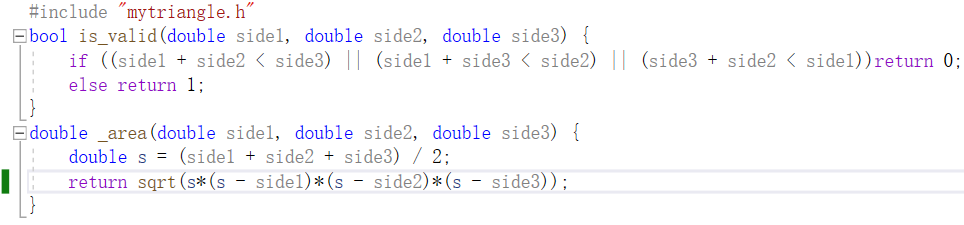 #include "mytriangle.h"
bool is_valid(double side1, double side2, double side3) {
if ((side1 + side2 < side3) || (side1 + side3 < side2) || (side3 + side2 < side1))return 0;
else return 1;
}
double _area(double side1, double side2, double side3) {
double s = (side1 + side2 + side3) / 2;
return sqrt(s*(s - side1)*(s - side2)*(s - side3));
}